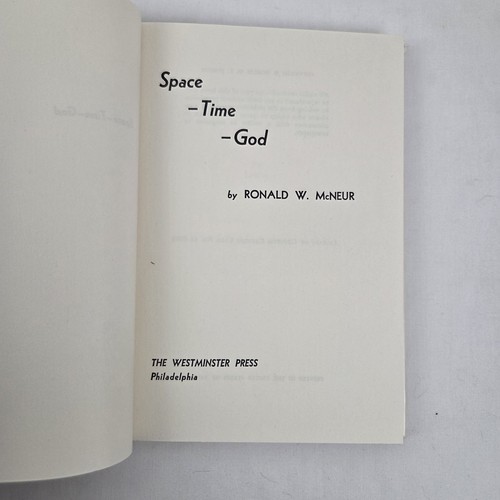 Space
– Time
– God
by RONALD W. McNEUR
THE WESTMINSTER PRESS
Philadelphia